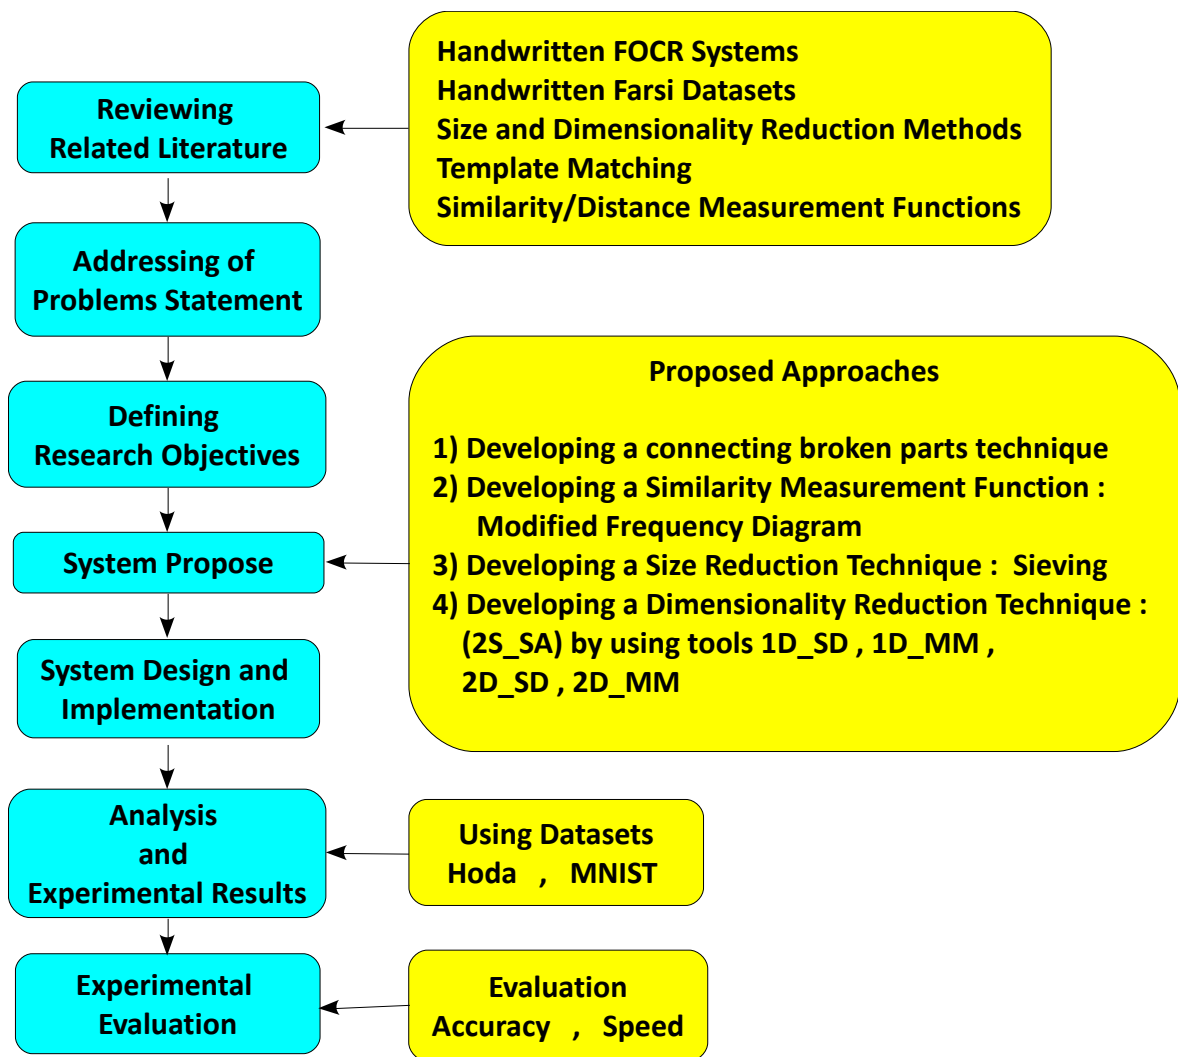 Reviewing
Related Literature
Handwritten FOCR Systems
Handwritten Farsi Datasets
Size and Dimensionality Reduction Methods
Template Matching
Similarity/Distance Measurement Functions
Addressing of
Problems Statement
Defining
Research Objectives
System Propose
Proposed Approaches
1) Developing a connecting broken parts technique
2) Developing a Similarity Measurement Function :
Modified Frequency Diagram
3) Developing a Size Reduction Technique : Sieving
4) Developing a Dimensionality Reduction Technique :
(2S_SA) by using tools 1D_SD , 1D_MM ,
2D_SD , 2D_MM
System Design and
Implementation
Analysis
and
Experimental Results
Using Datasets
Hoda , MNIST
Experimental
Evaluation
Evaluation
Accuracy , Speed